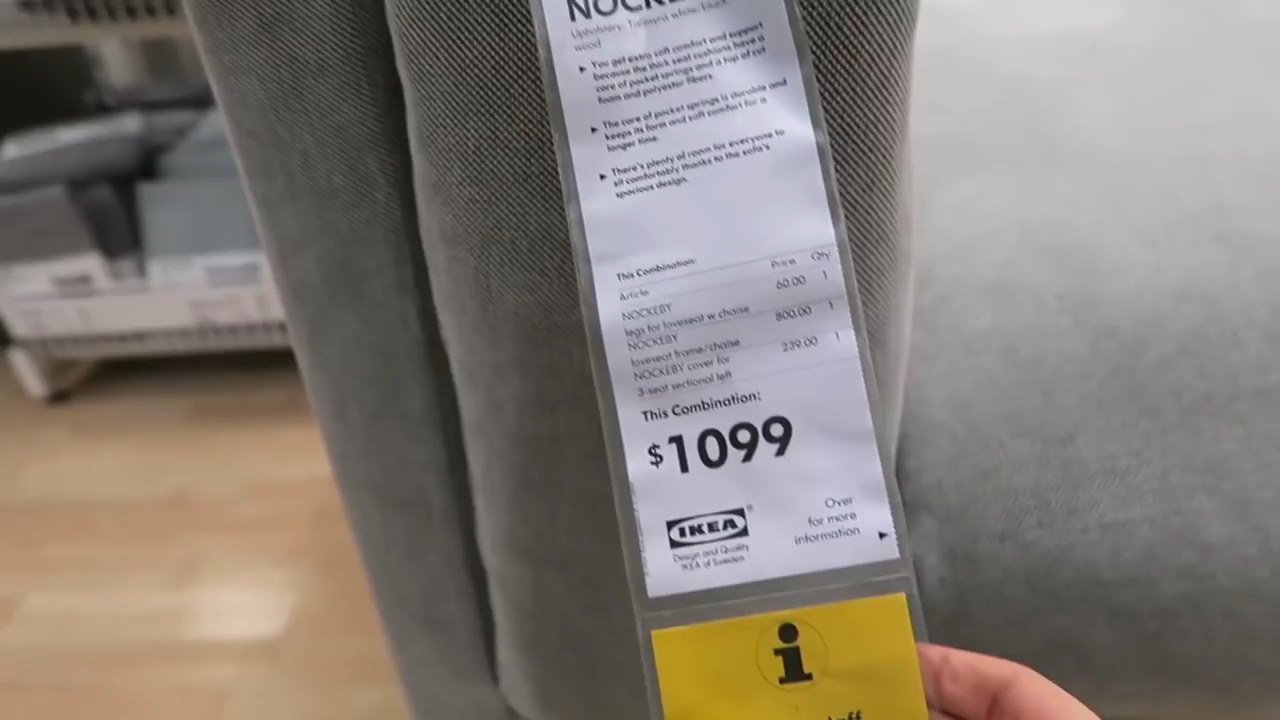 NOCKE
Upholstery: Tallmyra white/black
wood
► You get extra soft comfort and support
because the thick seat cushions have a
core of pocket springs and a top of cut
foam and polyester fibers.
► The core of pocket springs is durable and
keeps its form and soft comfort for a
longer time.
► There's plenty of room for everyone to
sit comfortably thanks to the sofa's
spacious design.
This Combination:
Article Price Qty
NOCKEBY 60.00 1
legs for loveseat w chaise
NOCKEBY 800.00 1
loveseat frame/chaise
NOCKEBY cover for 239.00 1
3-seat sectional left
This Combination:
$1099
IKEA®
Design and Quality
IKEA of Sweden
Over
for more
information ►
i